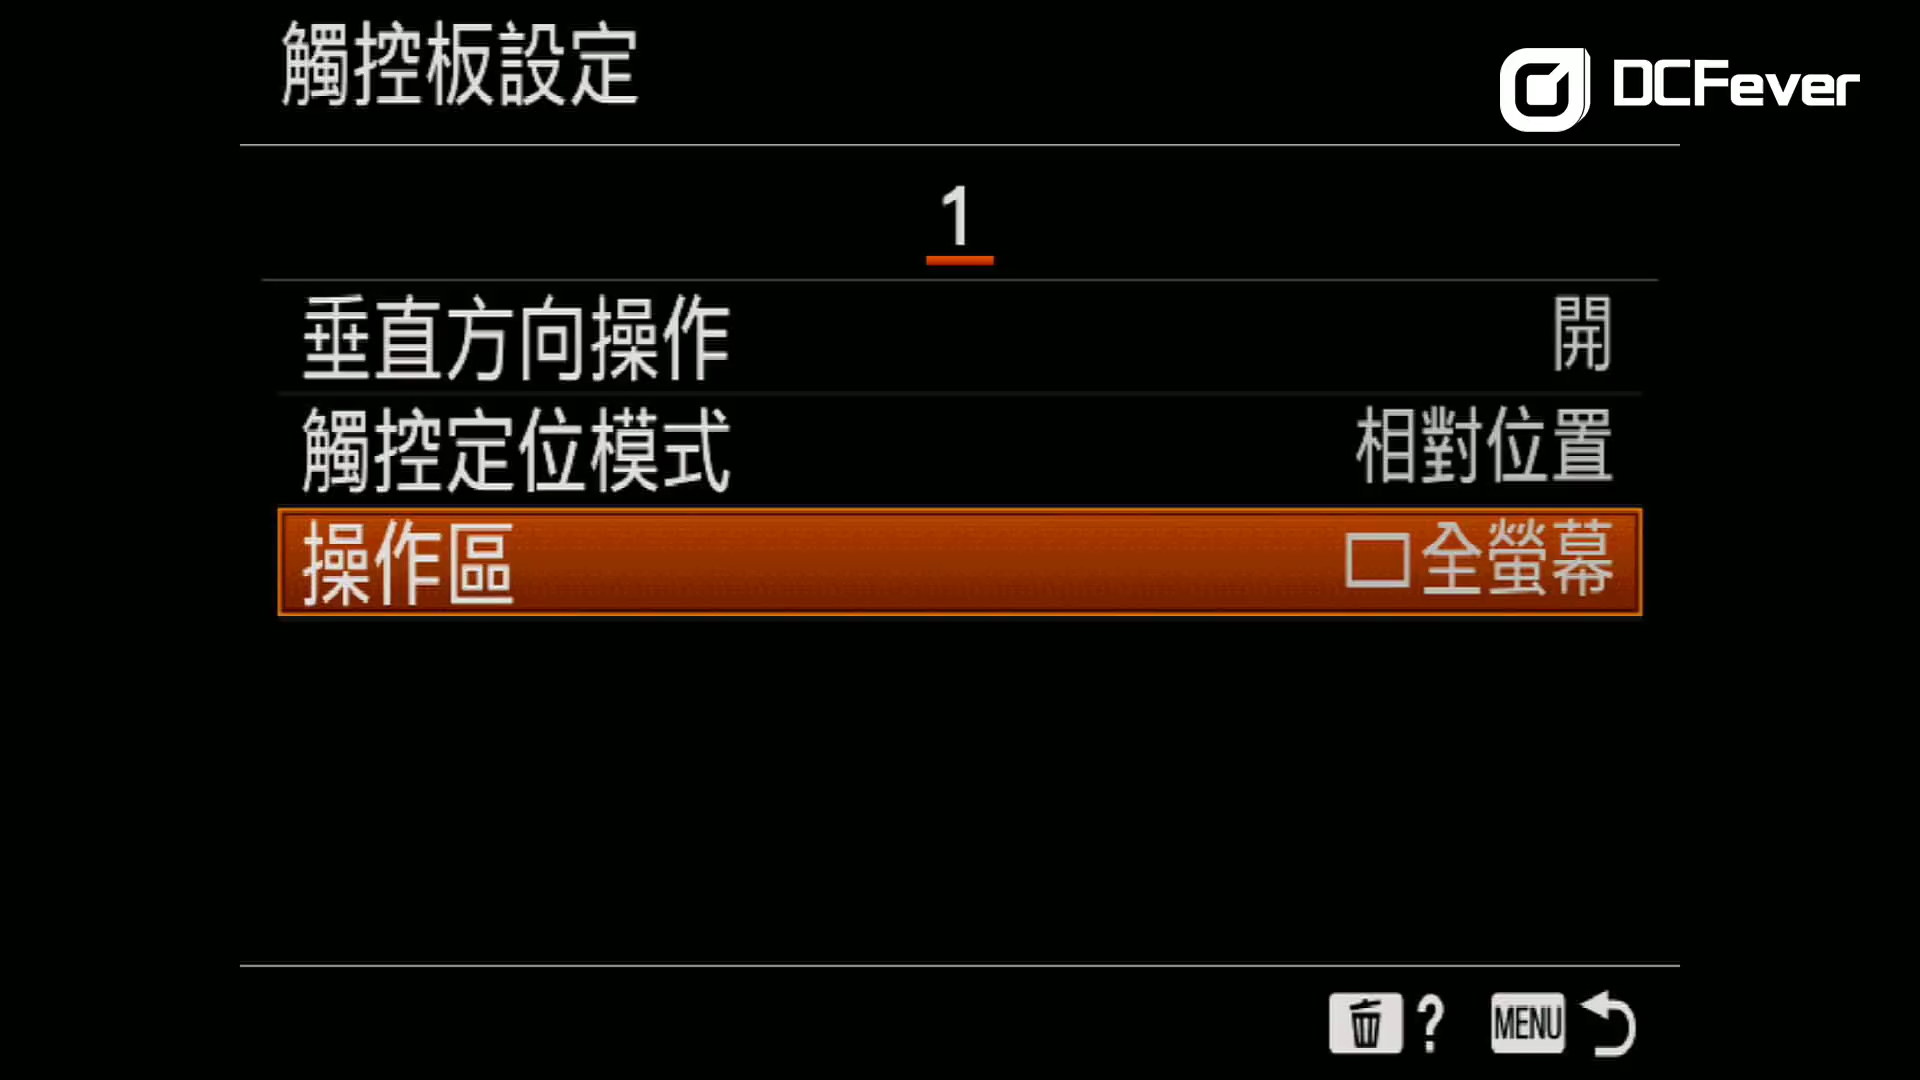 觸控板設定
DCFever
1
垂直方向操作 開
觸控定位模式 相對位置
操作區 全螢幕
? MENU